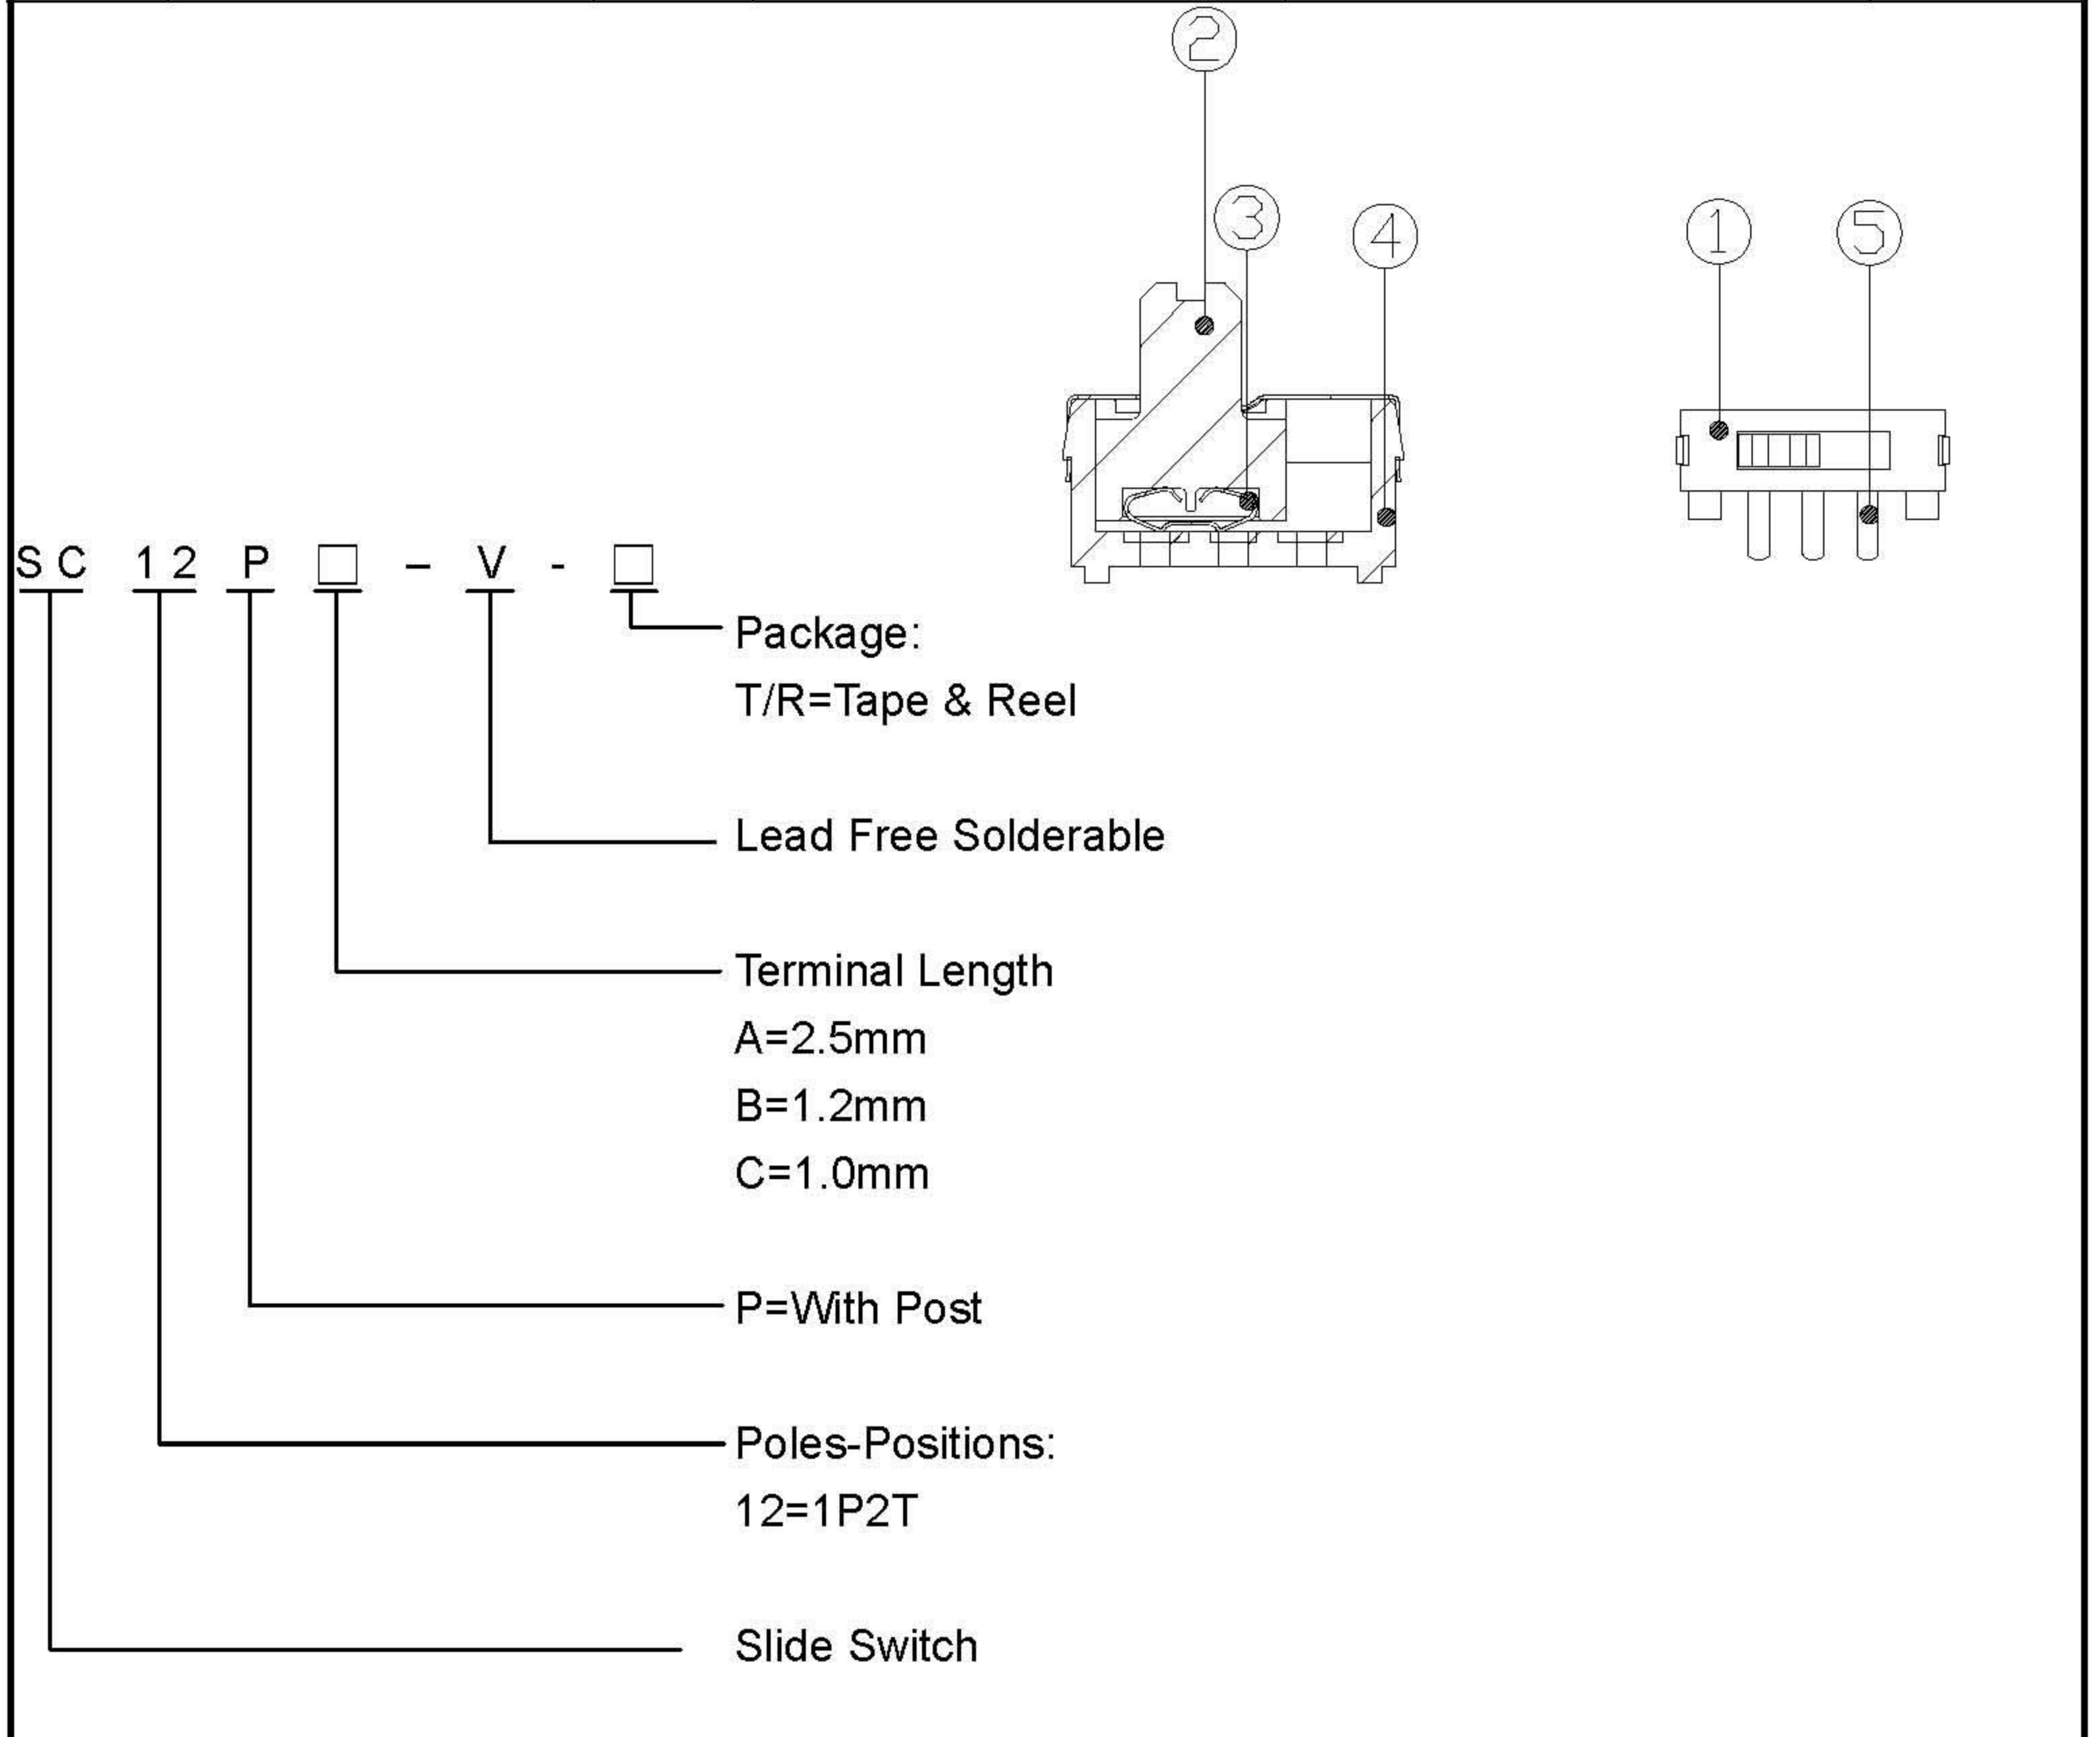 2
3
4
1
5
SC 12 P □ – V - □
Package:
T/R=Tape & Reel
Lead Free Solderable
Terminal Length
A=2.5mm
B=1.2mm
C=1.0mm
P=With Post
Poles-Positions:
12=1P2T
Slide Switch